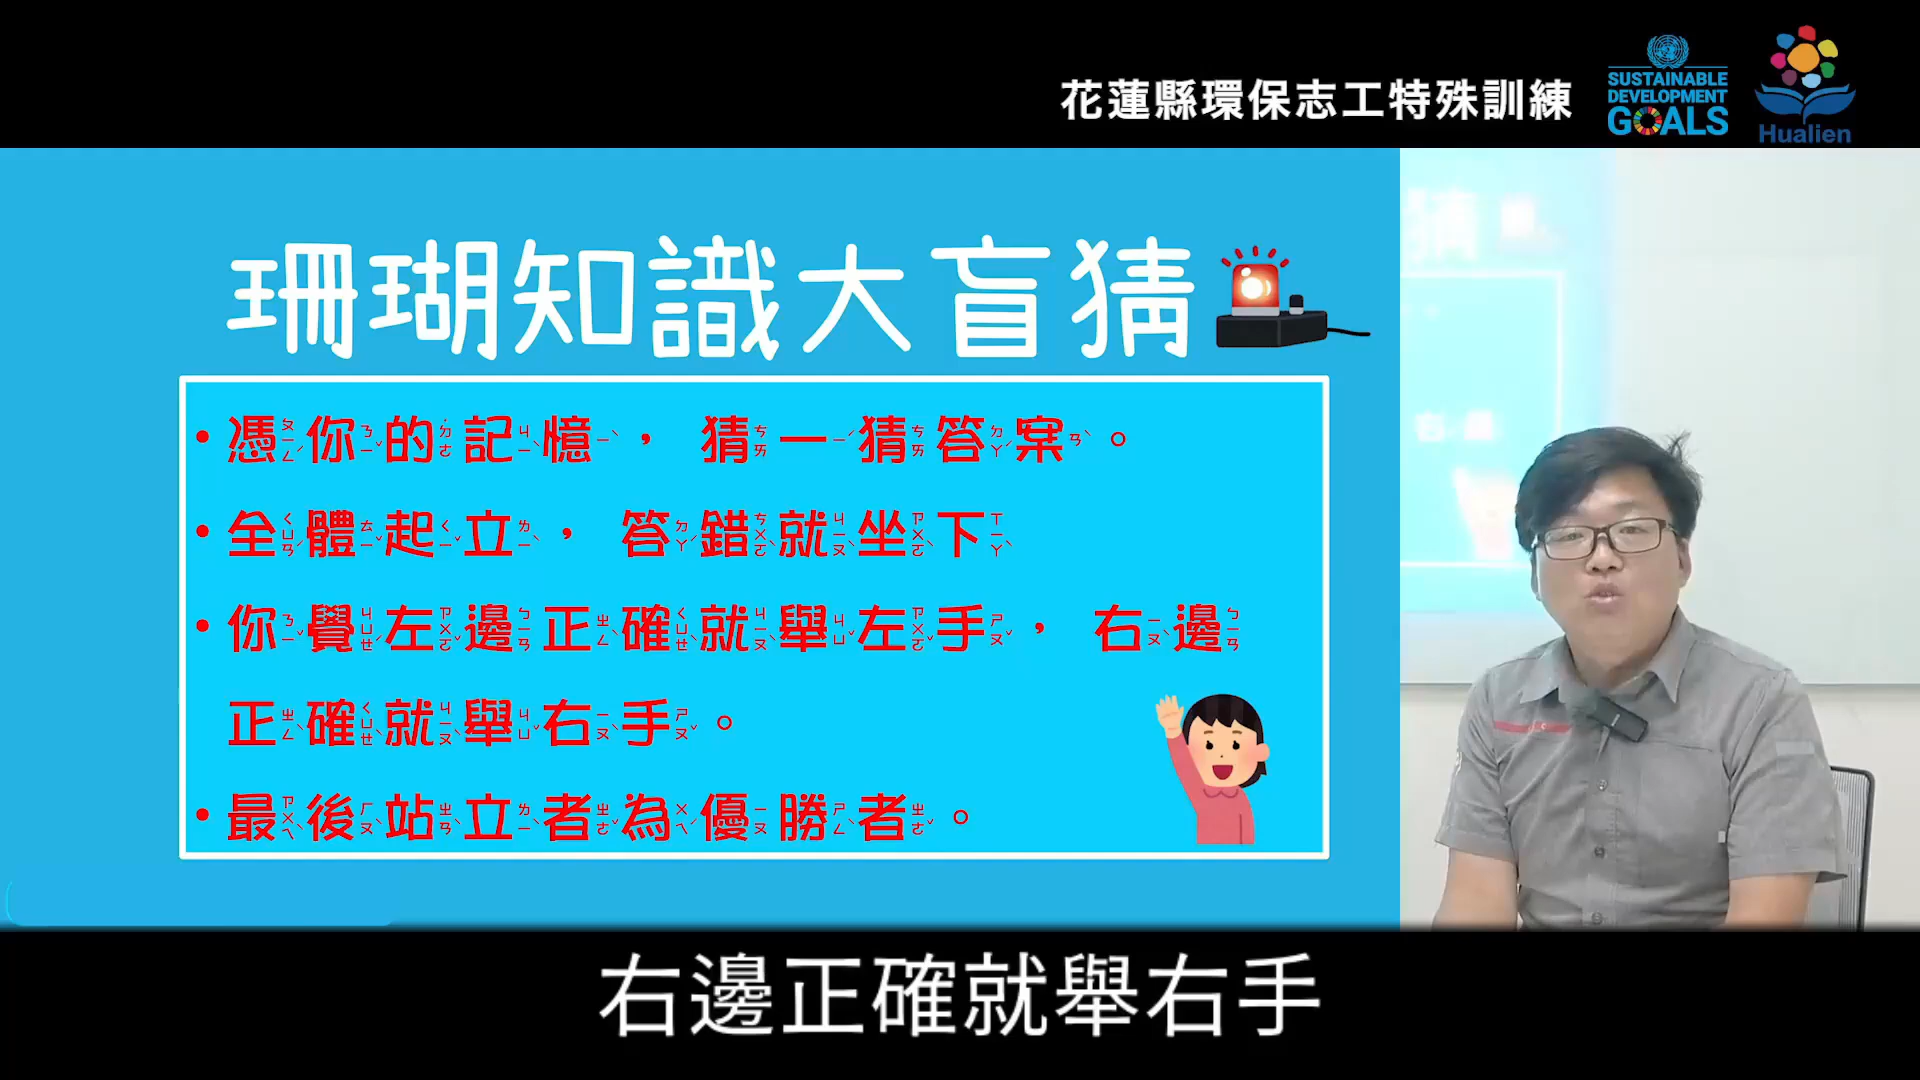 花蓮縣環保志工特殊訓練
SUSTAINABLE
DEVELOPMENT
GOALS
Hualien
珊瑚知識大盲猜
•憑你的記憶，猜一猜答案。
•全體起立，答錯就坐下
•你覺左邊正確就舉左手，右邊
正確就舉右手。
•最後站立者為優勝者。
右邊正確就舉右手